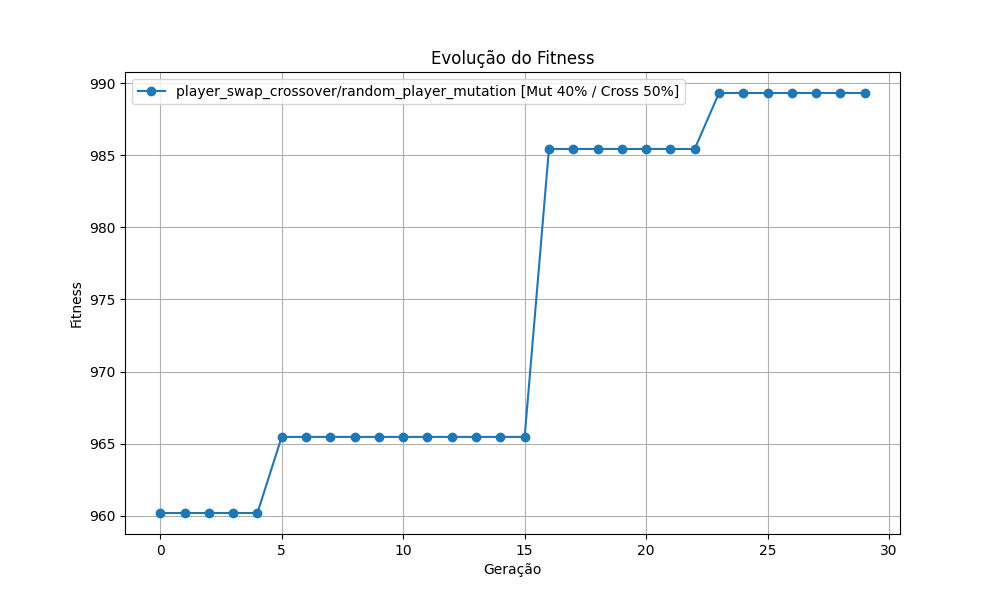 Evolução do Fitness
player_swap_crossover/random_player_mutation [Mut 40% / Cross 50%]
990
985
980
975
970
965
960
Fitness
0 5 10 15 20 25 30
Geração